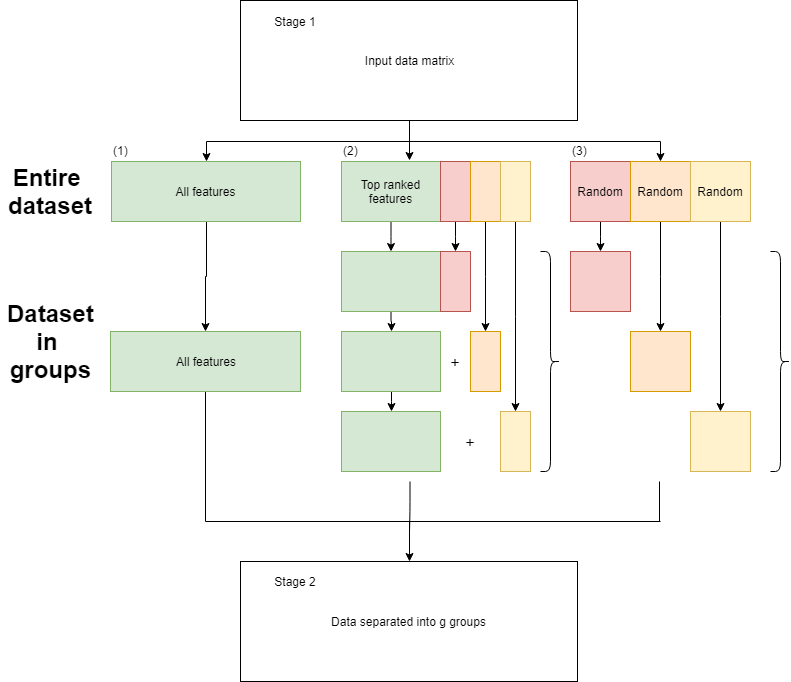 Stage 1
Input data matrix
(1)
(2)
(3)
Entire
dataset
All features
Top ranked
features
Random
Random
Random
Dataset
in
groups
All features
+
+
Stage 2
Data separated into g groups